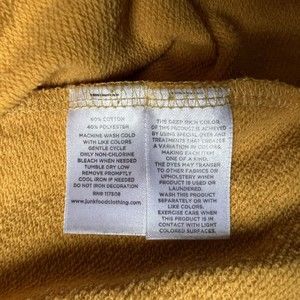 60% COTTON
40% POLYESTER
MACHINE WASH COLD
WITH LIKE COLORS
GENTLE CYCLE
ONLY NON-CHLORINE
BLEACH WHEN NEEDED
TUMBLE DRY LOW
REMOVE PROMPTLY
COOL IRON IF NEEDED
DO NOT IRON DECORATION
www.junkfoodclothing.com
THE DEEP RICH COLOR
OF THIS PRODUCT IS ACHIEVED
BY USING SPECIAL OVER DYE
TREATMENTS THAT CREATE
A VARIATION IN COLORS,
MAKING EACH PIECE
ONE OF A KIND.
THE DYES MAY TRANSFER
TO OTHER FABRICS OR
UPHOLSTERY WHEN
PRODUCT IS USED OR
LAUNDERED.
WASH THIS PRODUCT
SEPARATELY OR WITH
LIKE COLORS.
EXERCISE CARE WHEN
THIS PRODUCT IS IN
CONTACT WITH LIGHT
COLORED SURFACES.